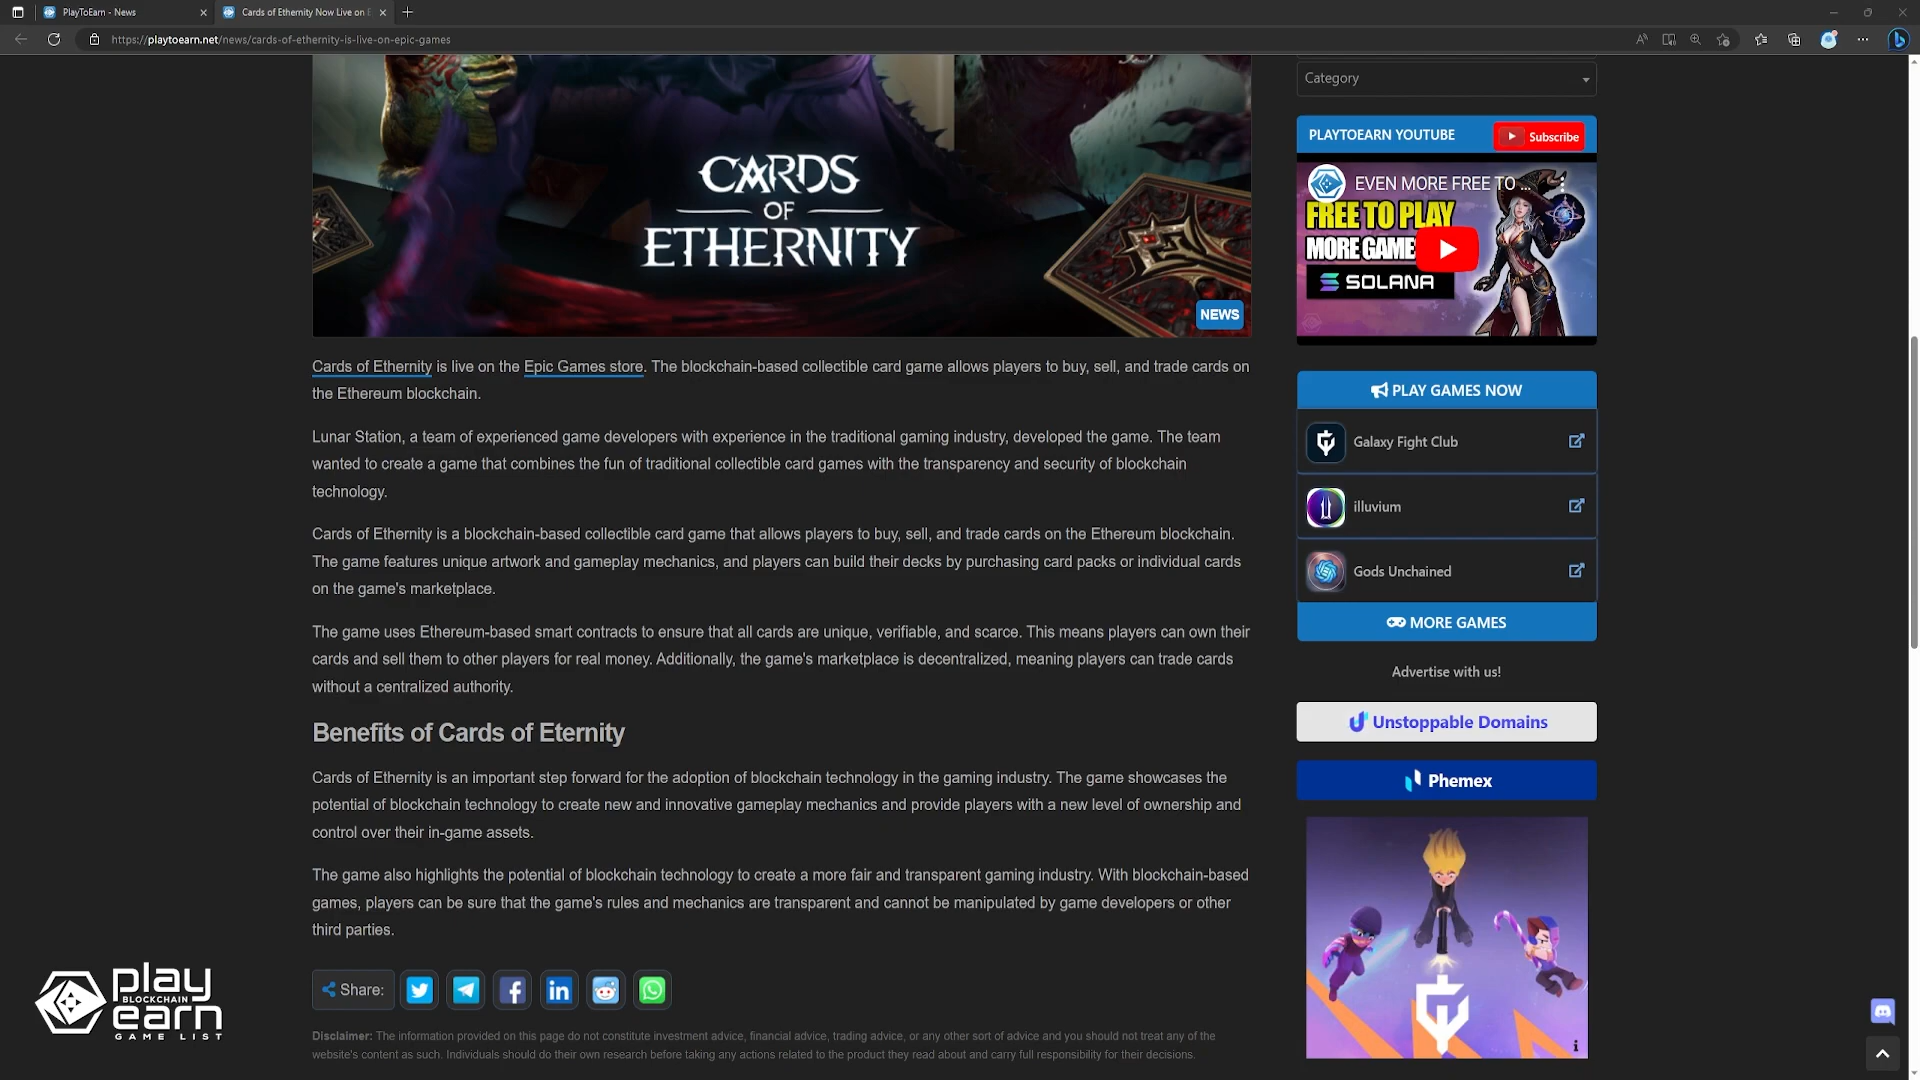 PlayToEarn - News
Cards of Ethernity Now Live on E
https://playtoearn.net/news/cards-of-ethernity-is-live-on-epic-games
CARDS
OF
ETHERNITY
NEWS
Cards of Ethernity is live on the Epic Games store. The blockchain-based collectible card game allows players to buy, sell, and trade cards on
the Ethereum blockchain.
Lunar Station, a team of experienced game developers with experience in the traditional gaming industry, developed the game. The team
wanted to create a game that combines the fun of traditional collectible card games with the transparency and security of blockchain
technology.
Cards of Ethernity is a blockchain-based collectible card game that allows players to buy, sell, and trade cards on the Ethereum blockchain.
The game features unique artwork and gameplay mechanics, and players can build their decks by purchasing card packs or individual cards
on the game's marketplace.
The game uses Ethereum-based smart contracts to ensure that all cards are unique, verifiable, and scarce. This means players can own their
cards and sell them to other players for real money. Additionally, the game's marketplace is decentralized, meaning players can trade cards
without a centralized authority.
Benefits of Cards of Eternity
Cards of Ethernity is an important step forward for the adoption of blockchain technology in the gaming industry. The game showcases the
potential of blockchain technology to create new and innovative gameplay mechanics and provide players with a new level of ownership and
control over their in-game assets.
The game also highlights the potential of blockchain technology to create a more fair and transparent gaming industry. With blockchain-based
games, players can be sure that the game's rules and mechanics are transparent and cannot be manipulated by game developers or other
third parties.
Share:
Disclaimer: The information provided on this page do not constitute investment advice, financial advice, trading advice, or any other sort of advice and you should not treat any of the
website's content as such. Individuals should do their own research before taking any actions related to the product they read about and carry full responsibility for their decisions.
Category
PLAYTOEARN YOUTUBE
Subscribe
EVEN MORE FREE TO ...
FREE TO PLAY
MORE GAME
SOLANA
PLAY GAMES NOW
Galaxy Fight Club
illuvium
Gods Unchained
MORE GAMES
Advertise with us!
Unstoppable Domains
Phemex
play
BLOCKCHAIN
earn
GAME LIST